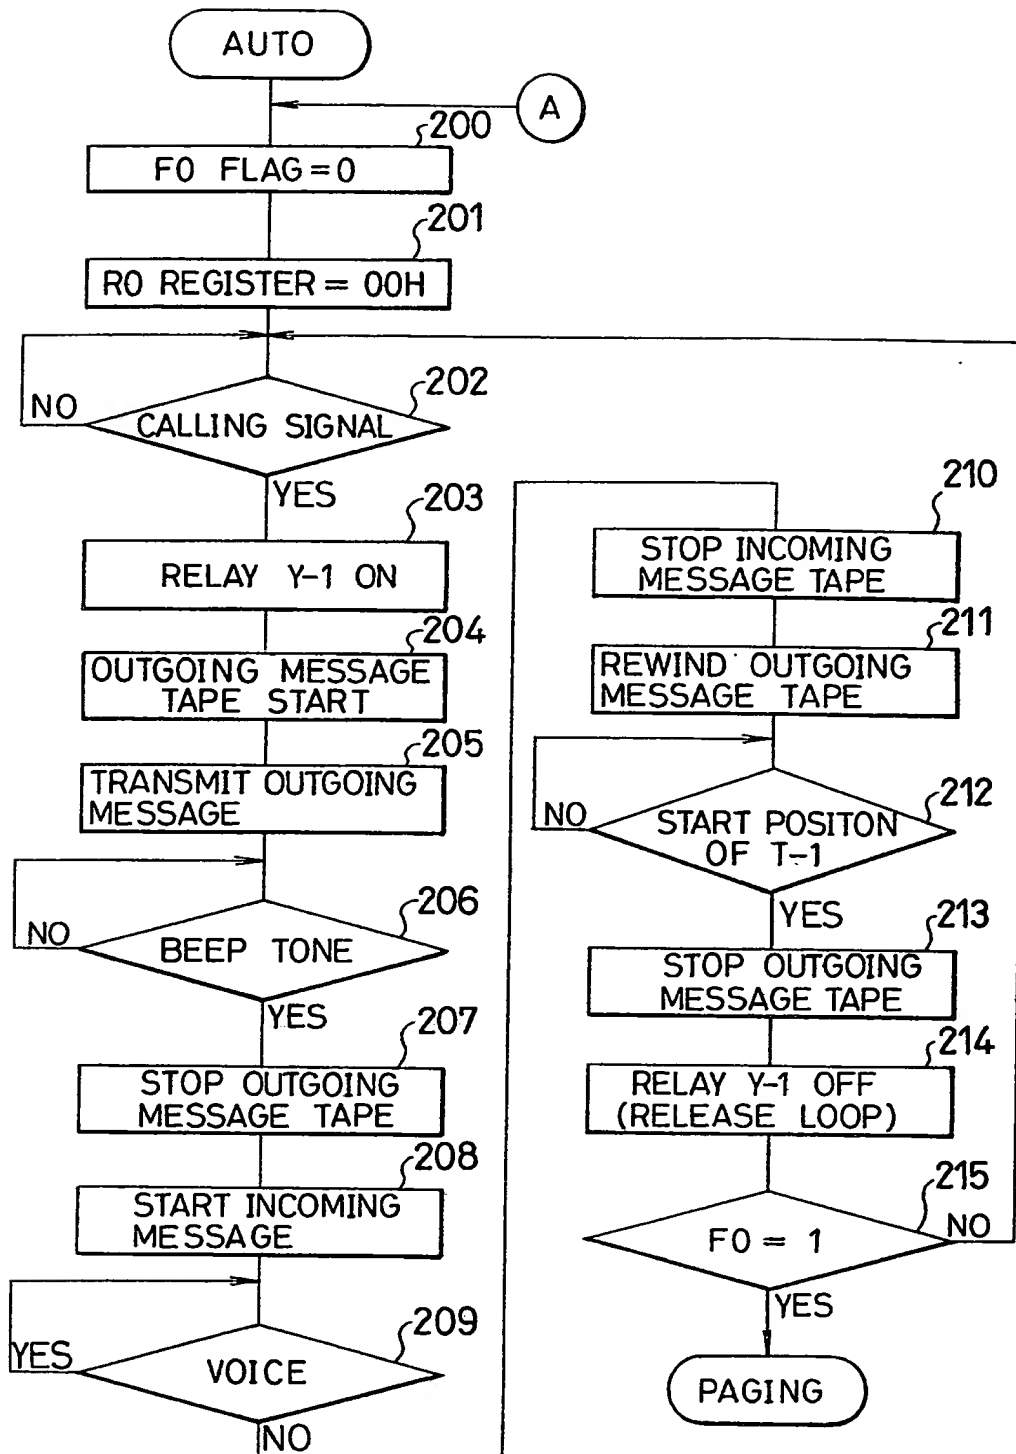 AUTO
A
200
F0 FLAG = 0
201
R0 REGISTER = 00H
202
NO
CALLING SIGNAL
YES
203
RELAY Y-1 ON
204
OUTGOING MESSAGE
TAPE START
205
TRANSMIT OUTGOING
MESSAGE
206
NO
BEEP TONE
YES
207
STOP OUTGOING
MESSAGE TAPE
208
START INCOMING
MESSAGE
209
YES
VOICE
NO
210
STOP INCOMING
MESSAGE TAPE
211
REWIND OUTGOING
MESSAGE TAPE
212
NO
START POSITON
OF T-1
YES
213
STOP OUTGOING
MESSAGE TAPE
214
RELAY Y-1 OFF
(RELEASE LOOP)
215
F0 = 1
NO
YES
PAGING